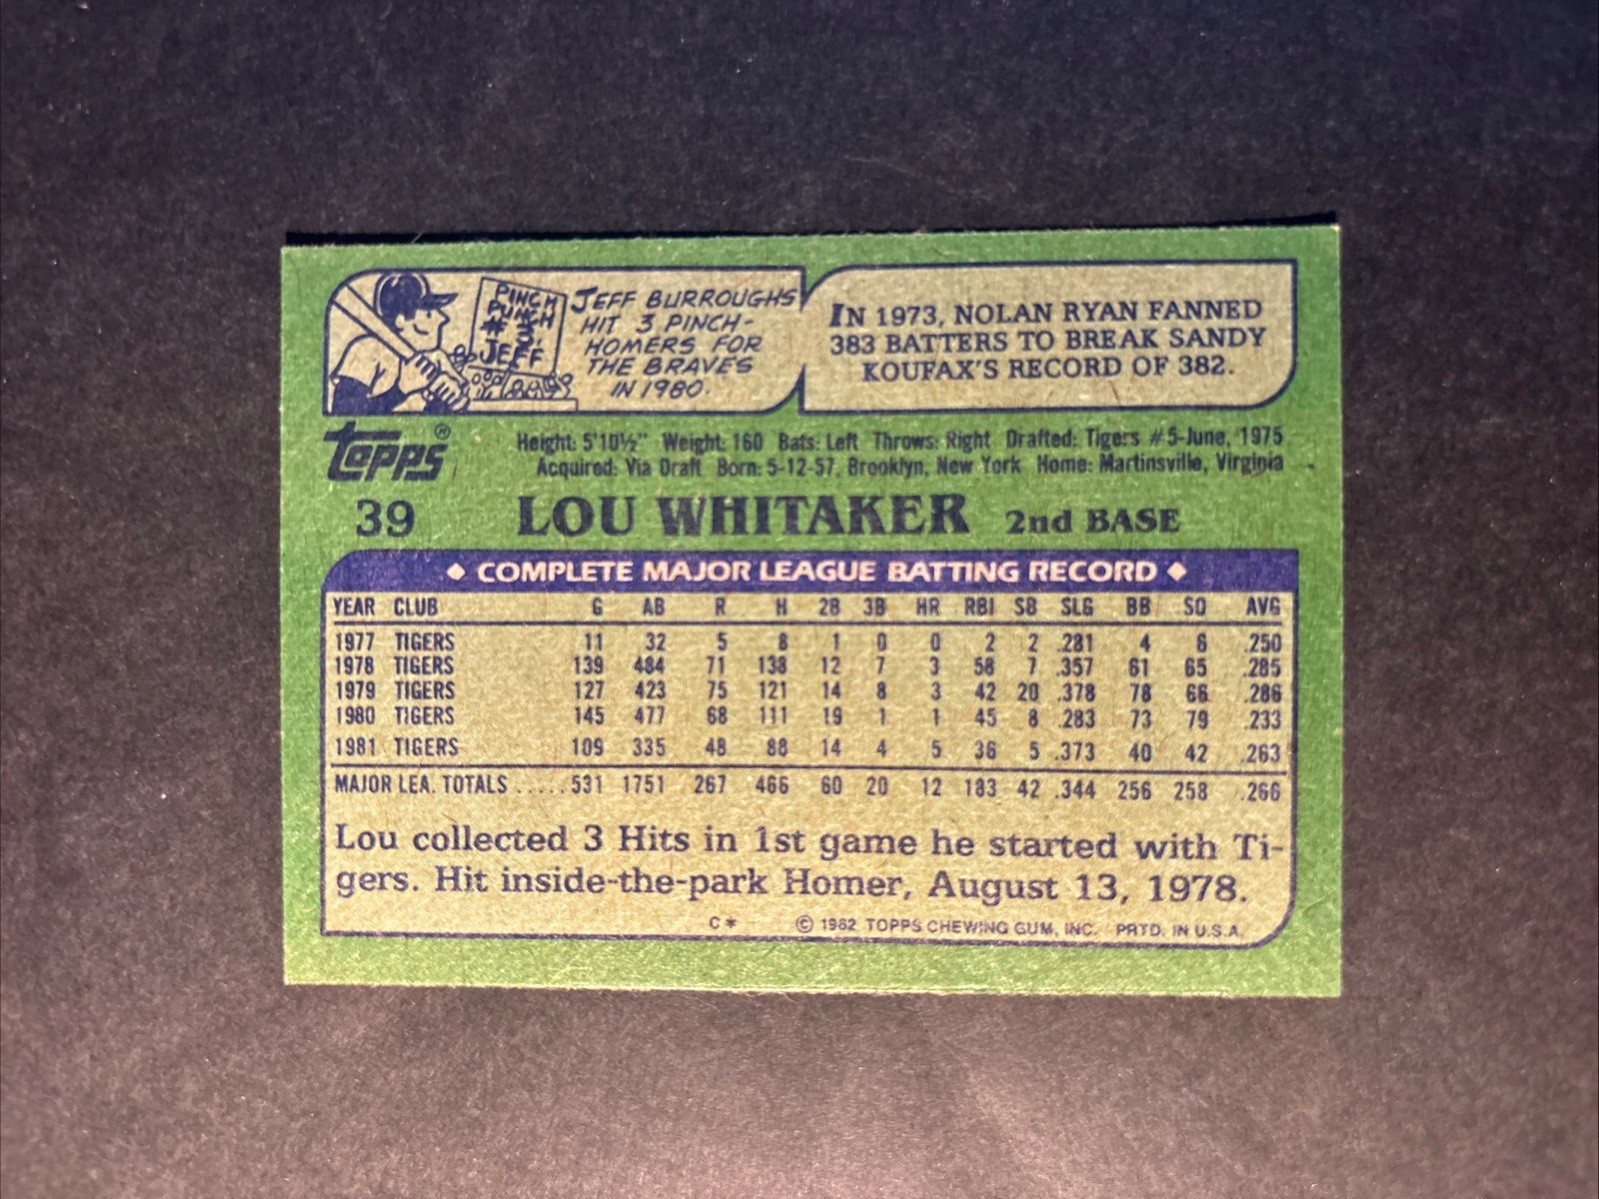 PINCH
PUNCH
# 3
JEFF
JEFF BURROUGHS
HIT 3 PINCH-
HOMERS FOR
THE BRAVES
IN 1980.
IN 1973, NOLAN RYAN FANNED
383 BATTERS TO BREAK SANDY
KOUFAX'S RECORD OF 382.
TOPPS®
Height: 5'10½" Weight: 160 Bats: Left Throws: Right Drafted: Tigers #5-June, 1975
Acquired: Via Draft Born: 5-12-57, Brooklyn, New York Home: Martinsville, Virginia
39 LOU WHITAKER 2nd BASE
◆ COMPLETE MAJOR LEAGUE BATTING RECORD ◆
YEAR CLUB G AB R H 2B 3B HR RBI SB SLG BB SO AVG
1977 TIGERS 11 32 5 8 1 0 0 2 2 .281 4 6 .250
1978 TIGERS 139 484 71 138 12 7 3 58 7 .357 61 65 .285
1979 TIGERS 127 423 75 121 14 8 3 42 20 .378 78 66 .286
1980 TIGERS 145 477 68 111 19 1 1 45 8 .283 73 79 .233
1981 TIGERS 109 335 48 88 14 4 5 36 5 .373 40 42 .263
MAJOR LEA. TOTALS .....531 1751 267 466 60 20 12 183 42 .344 256 258 .266
Lou collected 3 Hits in 1st game he started with Ti-
gers. Hit inside-the-park Homer, August 13, 1978.
C* © 1982 TOPPS CHEWING GUM, INC. PRTD. IN U.S.A.